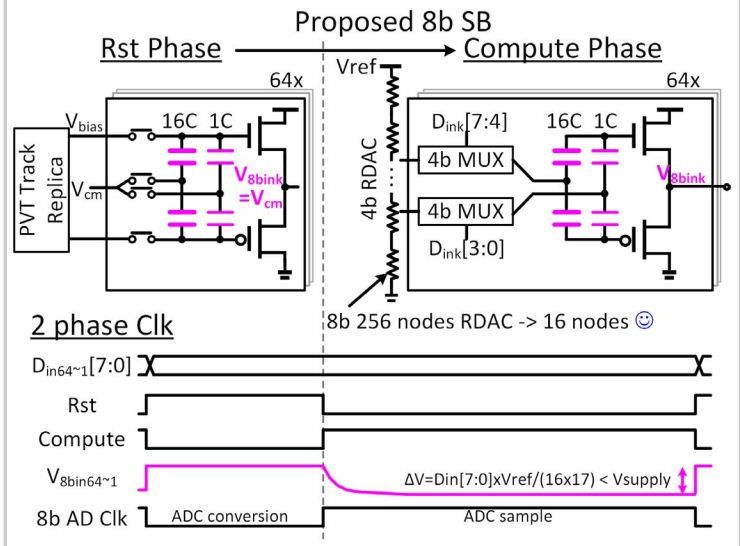 Proposed 8b SB
Rst Phase
Compute Phase
64x
Vbias
16C 1C
V8bink
=Vcm
Vcm
PVT Track
Replica
Vref
4b RDAC
64x
Dink[7:4]
4b MUX
4b MUX
Dink[3:0]
16C 1C
V8bink
8b 256 nodes RDAC -> 16 nodes ☺
2 phase Clk
Din64~1[7:0]
Rst
Compute
V8bin64~1
ΔV=Din[7:0]xVref/(16x17) < Vsupply
8b AD Clk
ADC conversion
ADC sample